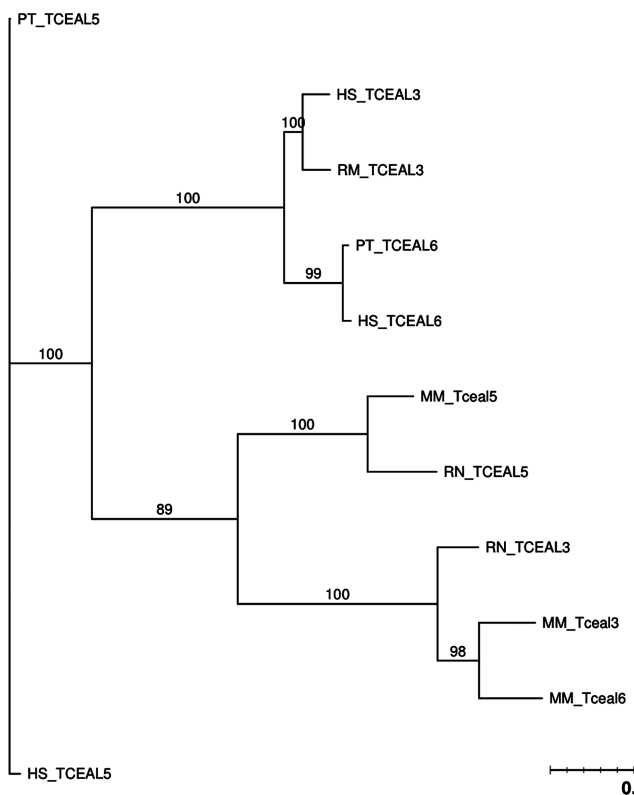 PT_TCEAL5
HS_TCEAL3
100
RM_TCEAL3
100
PT_TCEAL6
99
HS_TCEAL6
100
MM_Tceal5
100
RN_TCEAL5
89
RN_TCEAL3
100
MM_Tceal3
98
MM_Tceal6
HS_TCEAL5
0.